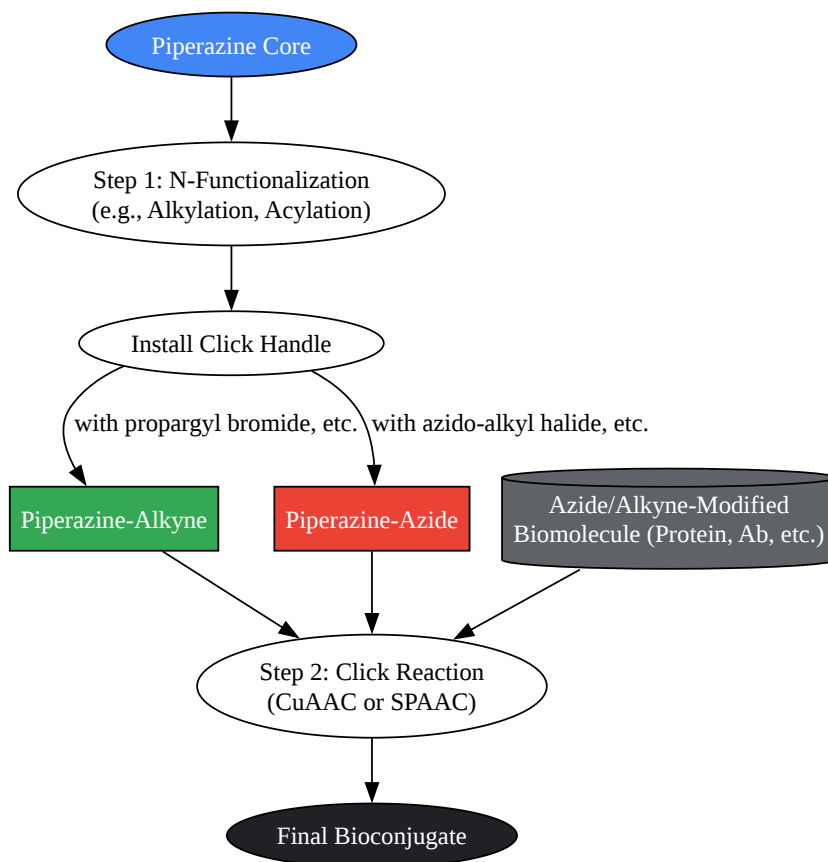 Piperazine Core
Step 1: N-Functionalization
(e.g., Alkylation, Acylation)
Install Click Handle
with propargyl bromide, etc.
with azido-alkyl halide, etc.
Piperazine-Alkyne
Piperazine-Azide
Azide/Alkyne-Modified
Biomolecule (Protein, Ab, etc.)
Step 2: Click Reaction
(CuAAC or SPAAC)
Final Bioconjugate